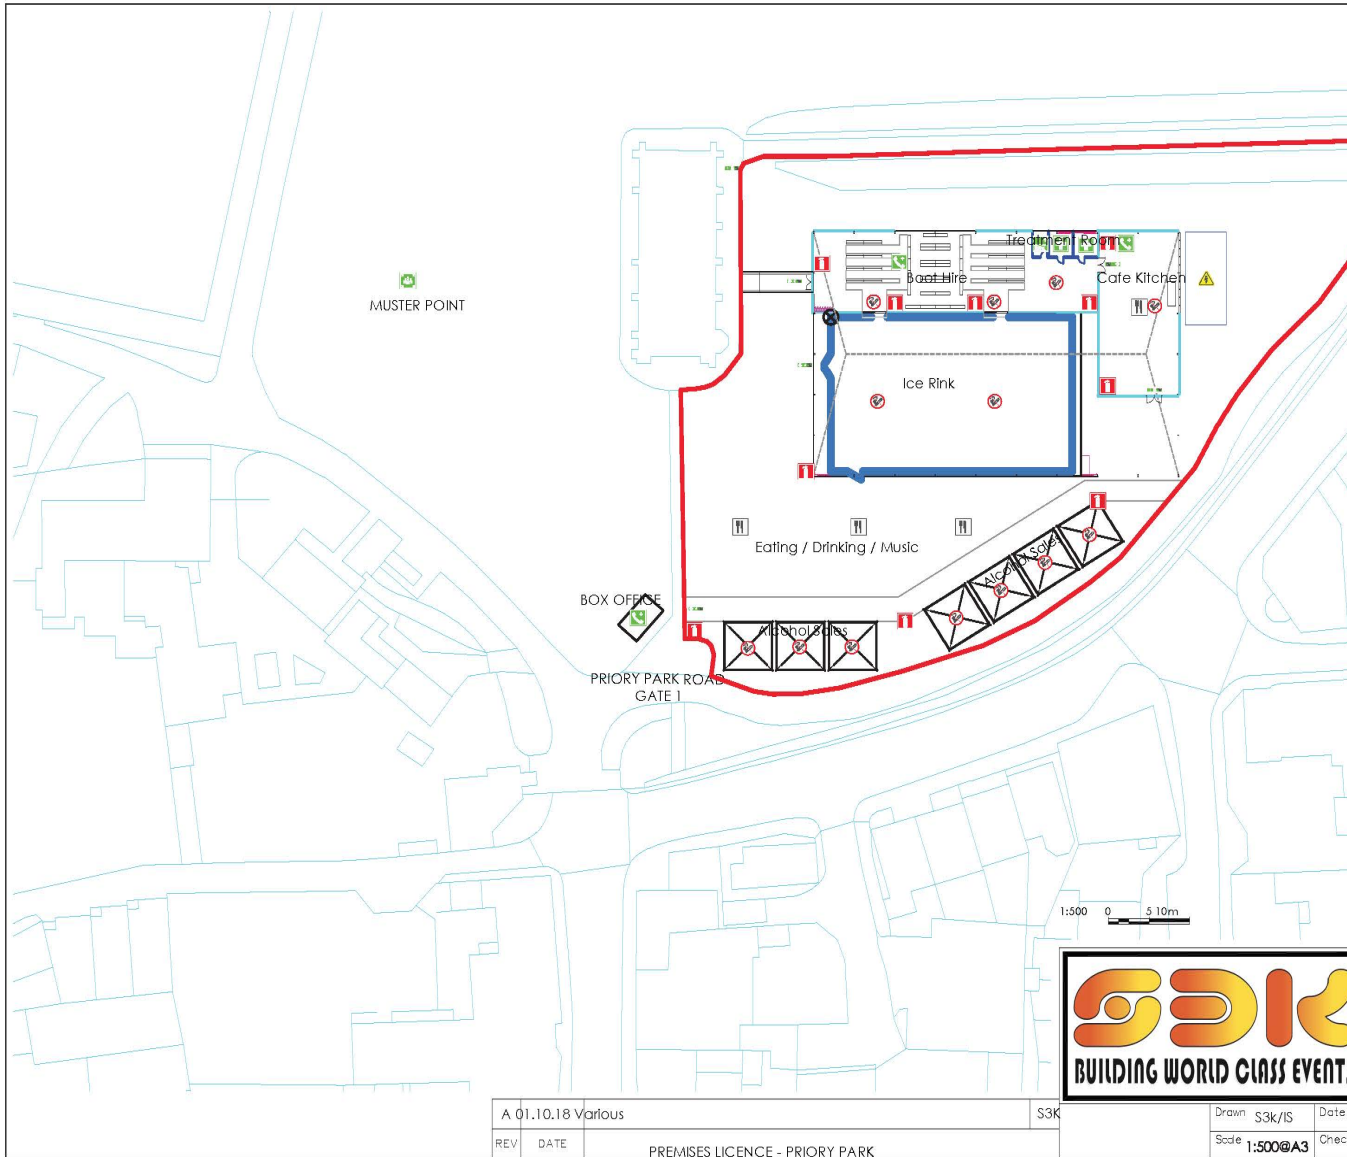 Treatment Room
Boot Hire
Cafe Kitchen
MUSTER POINT
Ice Rink
Eating / Drinking / Music
Alcohol Sales
BOX OFFICE
Alcohol Sales
PRIORY PARK ROAD
GATE 1
1:500 0 5 10m
S3K
BUILDING WORLD CLASS EVENT
A 01.10.18 Various S3K
REV DATE
PREMISES LICENCE - PRIORY PARK
Drawn S3k/IS Date
Scale 1:500@A3 Chec